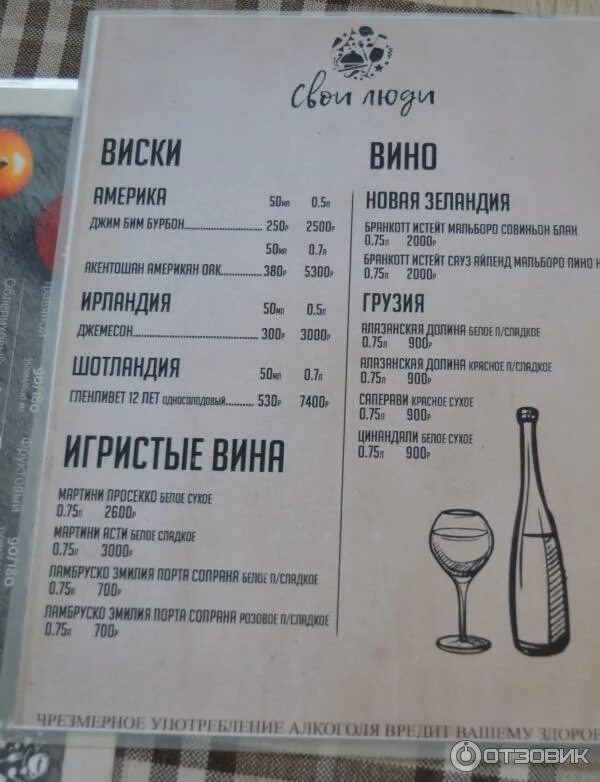 Свои люди
ВИСКИ
АМЕРИКА 50мл 0.5л
ДЖИМ БИМ БУРБОН 250Р 2500Р
50мл 0.7л
АКЕНТОШАН АМЕРИКАН ОАК 380Р 5300Р
ИРЛАНДИЯ 50мл 0.5л
ДЖЕМЕСОН 300Р 3000Р
ШОТЛАНДИЯ 50мл 0.7л
ГЛЕНЛИВЕТ 12 ЛЕТ односолодовый 530Р 7400Р
ИГРИСТЫЕ ВИНА
МАРТИНИ ПРОСЕККО БЕЛОЕ СУХОЕ
0.75л 2600Р
МАРТИНИ АСТИ БЕЛОЕ СЛАДКОЕ
0.75л 3000Р
ЛАМБРУСКО ЭМИЛИЯ ПОРТА СОПРАНА БЕЛОЕ П/СЛАДКОЕ
0.75л 700Р
ЛАМБРУСКО ЭМИЛИЯ ПОРТА СОПРАНА РОЗОВОЕ П/СЛАДКОЕ
0.75л 700Р
ВИНО
НОВАЯ ЗЕЛАНДИЯ
БРАНКОТТ ИСТЕЙТ МАЛЬБОРО СОВИНЬОН БЛАН
0.75л 2000Р
БРАНКОТТ ИСТЕЙТ САУЗ АЙЛЕНД МАЛЬБОРО ПИНО
0.75л 2000Р
ГРУЗИЯ
АЛАЗАНСКАЯ ДОЛИНА БЕЛОЕ П/СЛАДКОЕ
0.75л 900Р
АЛАЗАНСКАЯ ДОЛИНА КРАСНОЕ П/СЛАДКОЕ
0.75л 900Р
САПЕРАВИ КРАСНОЕ СУХОЕ
0.75л 900Р
ЦИНАНДАЛИ БЕЛОЕ СУХОЕ
0.75л 900Р
ЧРЕЗМЕРНОЕ УПОТРЕБЛЕНИЕ АЛКОГОЛЯ ВРЕДИТ ВАШЕМУ ЗДОРОВ
ОТЗОВИК
90/180
90/180